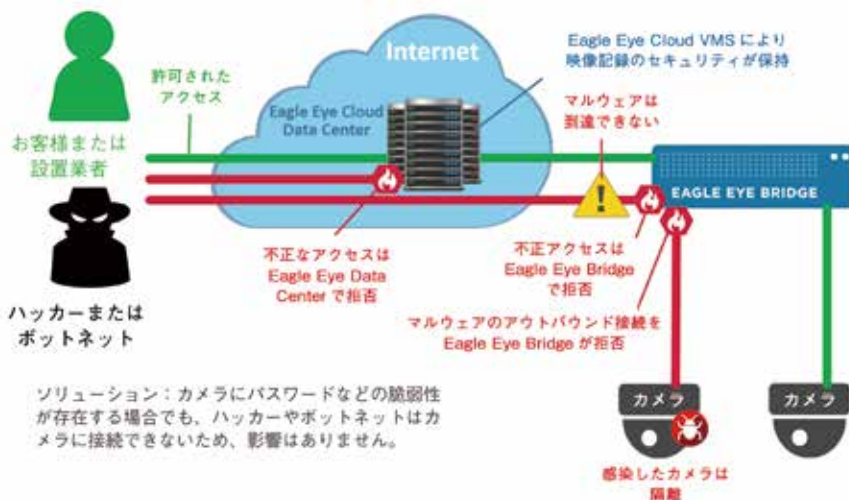 Internet
Eagle Eye Cloud VMS により
映像記録のセキュリティが保持
許可された
アクセス
Eagle Eye Cloud
Data Center
マルウェアは
到達できない
お客様または
設置業者
EAGLE EYE BRIDGE
不正なアクセスは
Eagle Eye Data
Center で拒否
不正アクセスは
Eagle Eye Bridge
で拒否
ハッカーまたは
ボットネット
マルウェアのアウトバウンド接続を
Eagle Eye Bridge が拒否
ソリューション：カメラにパスワードなどの脆弱性
が存在する場合でも、ハッカーやボットネットはカ
メラに接続できないため、影響はありません。
カメラ
カメラ
感染したカメラは
隔離